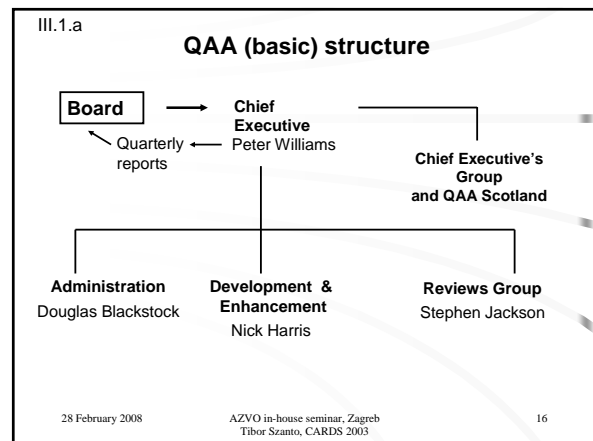 III.1.a
QAA (basic) structure
Board
Chief
Executive
Peter Williams
Quarterly
reports
Chief Executive's
Group
and QAA Scotland
Administration
Douglas Blackstock
Development & 
Enhancement
Nick Harris
Reviews Group
Stephen Jackson
28 February 2008
AZVO in-house seminar, Zagreb
Tibor Szanto, CARDS 2003
16